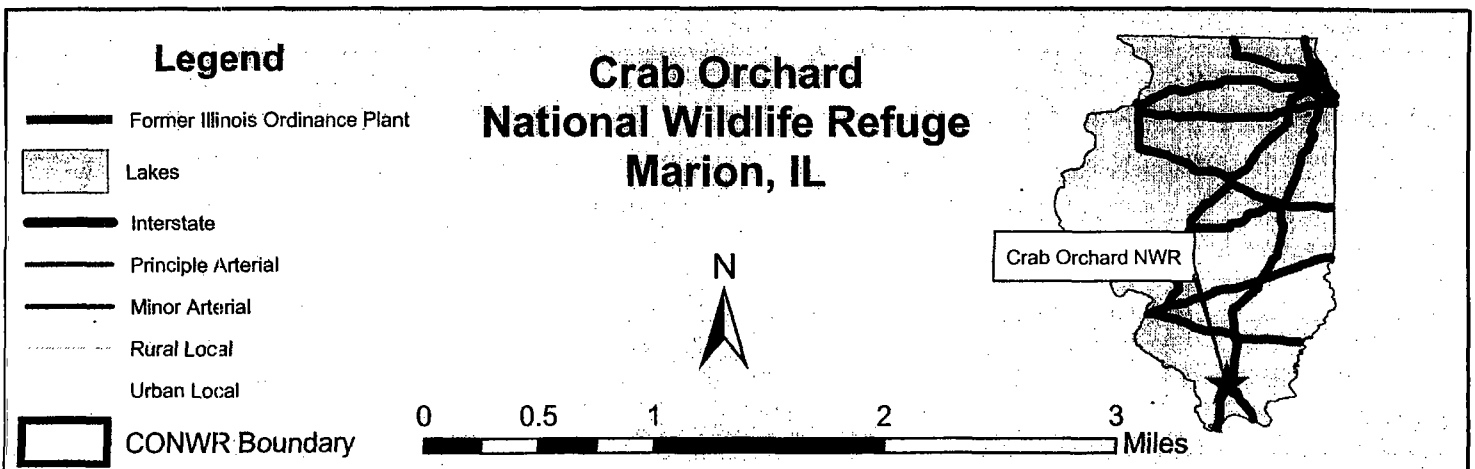 Legend
Former Illinois Ordinance Plant
Lakes
Interstate
Principle Arterial
Minor Arterial
Rural Local
Urban Local
CONWR Boundary
Crab Orchard
National Wildlife Refuge
Marion, IL
N
0 0.5 1 2 3
Miles
Crab Orchard NWR